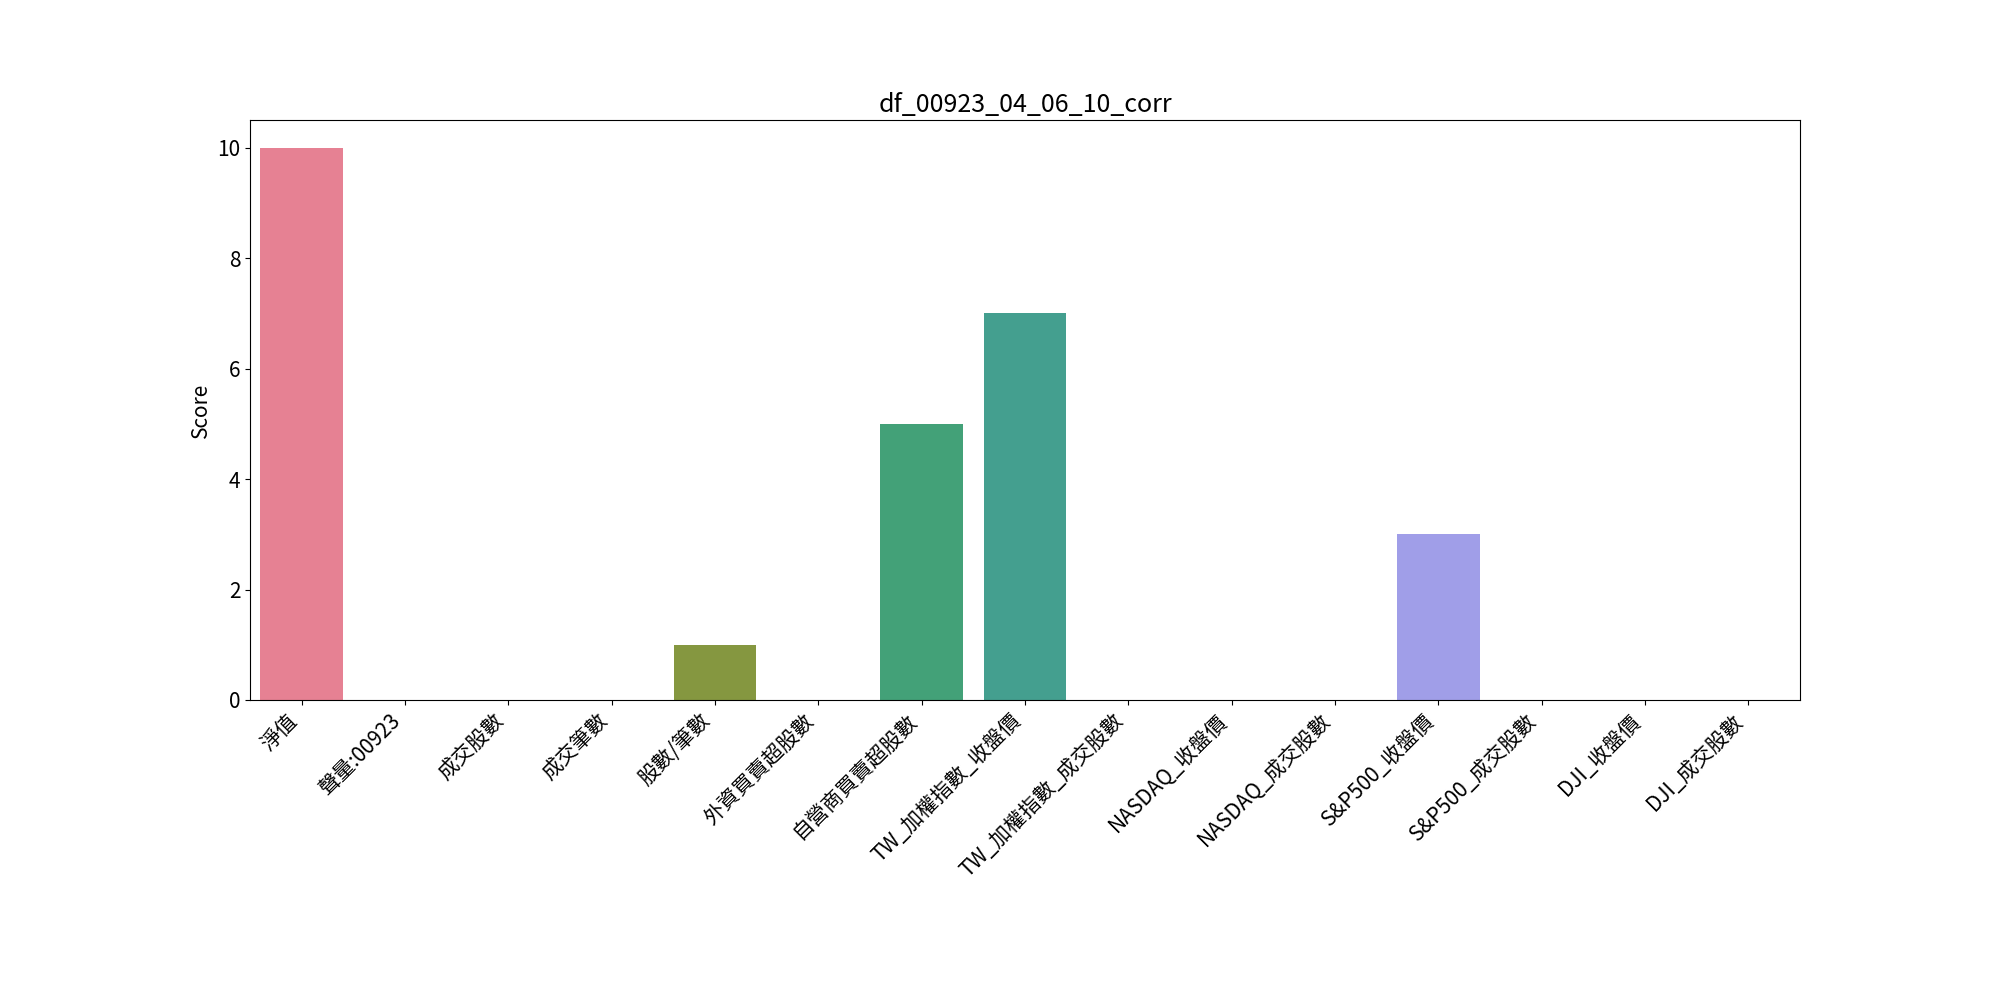 df_00923_04_06_10_corr
10
8
6
4
2
0
Score
淨值
聲量:00923
成交股數
成交筆數
股數/筆數
外資買賣超股數
自營商買賣超股數
TW_加權指數_收盤價
TW_加權指數_成交股數
NASDAQ_收盤價
NASDAQ_成交股數
S&P500_收盤價
S&P500_成交股數
DJI_收盤價
DJI_成交股數